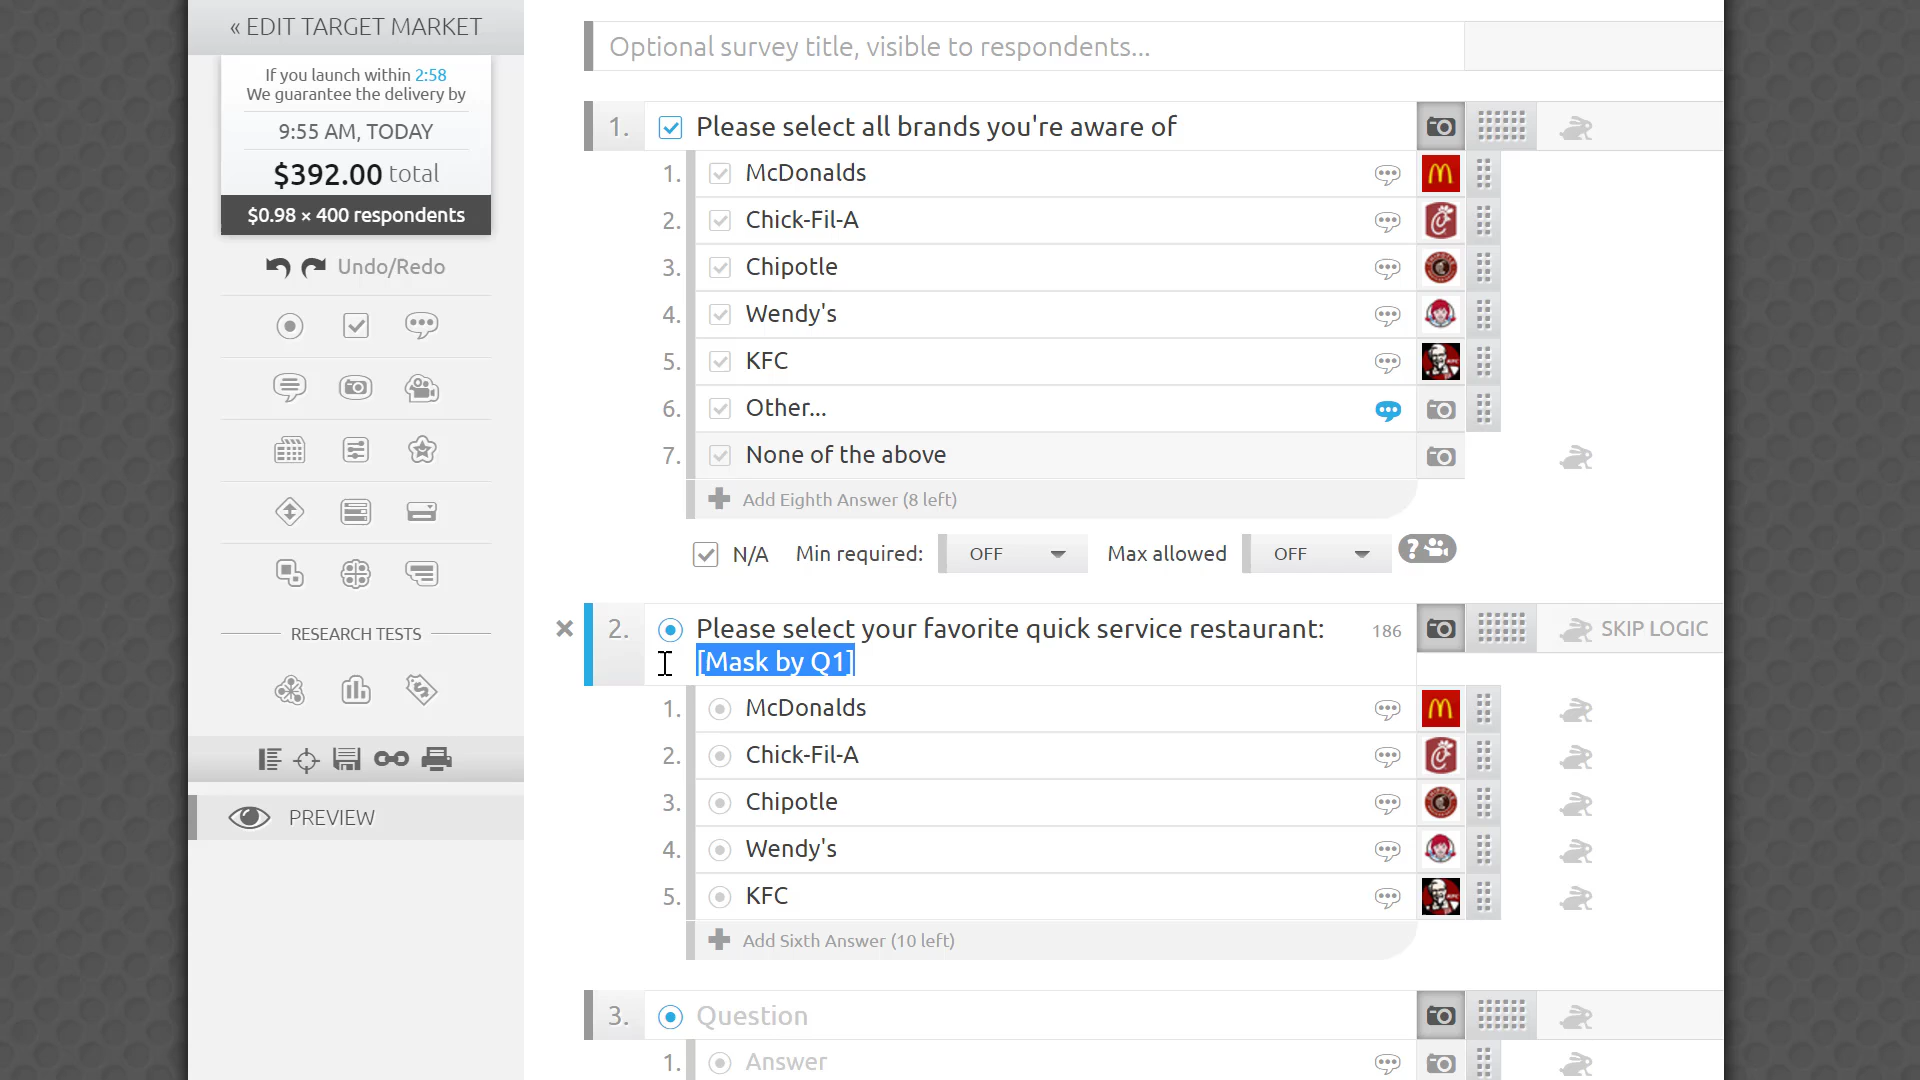 « EDIT TARGET MARKET
If you launch within 2:58
We guarantee the delivery by
9:55 AM, TODAY
$392.00 total
$0.98 × 400 respondents
Undo/Redo
RESEARCH TESTS
PREVIEW
Optional survey title, visible to respondents...
1. Please select all brands you're aware of
1. McDonalds
2. Chick-Fil-A
3. Chipotle
4. Wendy's
5. KFC
6. Other...
7. None of the above
Add Eighth Answer (8 left)
N/A Min required: OFF Max allowed OFF ?
2. Please select your favorite quick service restaurant: 186 SKIP LOGIC
[Mask by Q1]
1. McDonalds
2. Chick-Fil-A
3. Chipotle
4. Wendy's
5. KFC
Add Sixth Answer (10 left)
3. Question
1. Answer